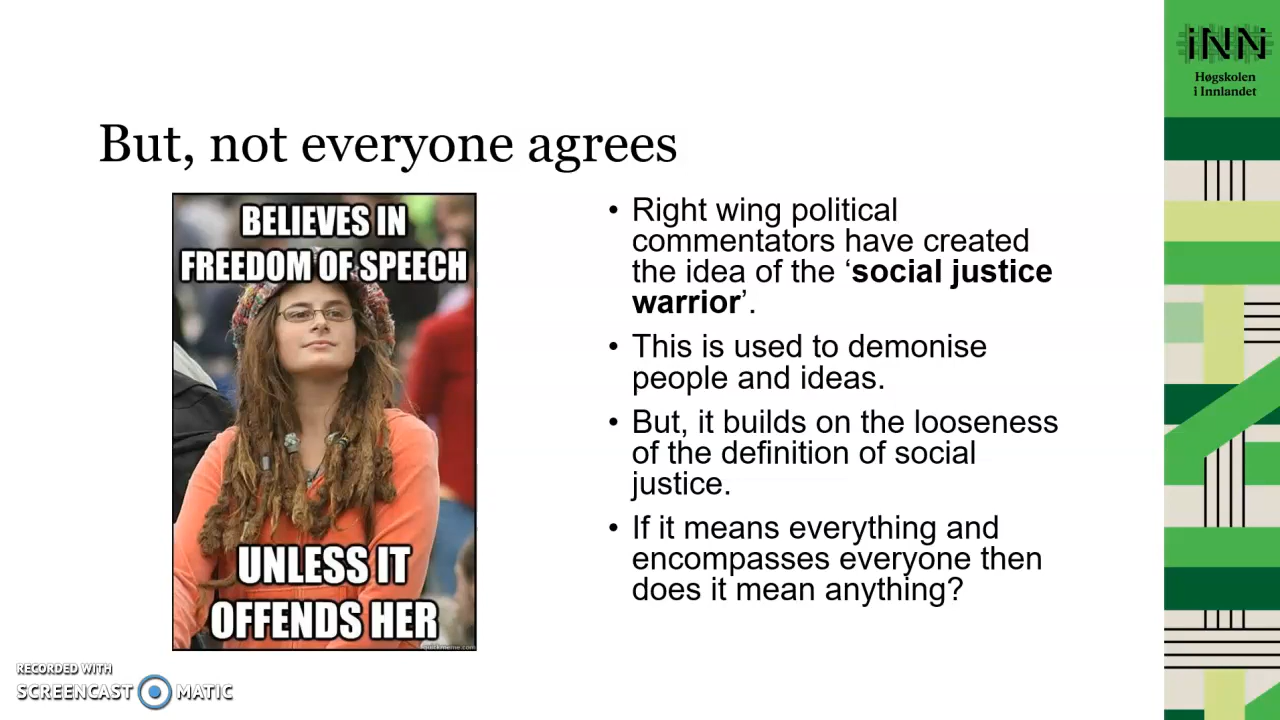 But, not everyone agrees
BELIEVES IN
FREEDOM OF SPEECH
UNLESS IT
OFFENDS HER
quickmeme.com
• Right wing political
commentators have created
the idea of the ‘social justice
warrior’.
• This is used to demonise
people and ideas.
• But, it builds on the looseness
of the definition of social
justice.
• If it means everything and
encompasses everyone then
does it mean anything?
iNN
Høgskolen
i Innlandet
RECORDED WITH
SCREENCAST MATIC